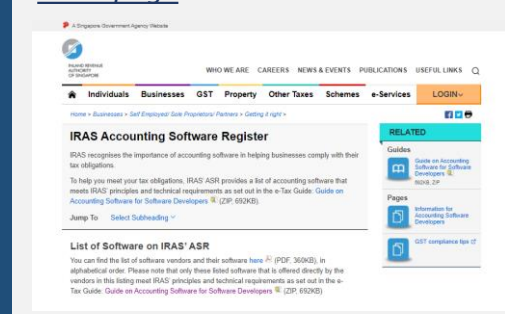 A Singapore Government Agency Website
INLAND REVENUE
AUTHORITY
OF SINGAPORE
WHO WE ARE CAREERS NEWS & EVENTS PUBLICATIONS USEFUL LINKS
Individuals Businesses GST Property Other Taxes Schemes e-Services LOGIN
Home » Businesses » Self Employed/ Sole Proprietors/ Partners » Getting it right »
IRAS Accounting Software Register
IRAS recognises the importance of accounting software in helping businesses comply with their
tax obligations.
To help you meet your tax obligations, IRAS' ASR provides a list of accounting software that
meets IRAS' principles and technical requirements as set out in the e-Tax Guide: Guide on
Accounting Software for Software Developers (ZIP, 692KB).
Jump To Select Subheading
List of Software on IRAS' ASR
You can find the list of software vendors and their software here (PDF, 360KB), in
alphabetical order. Please note that only these listed software that is offered directly by the
vendors in this listing meet IRAS' principles and technical requirements as set out in the e-
Tax Guide: Guide on Accounting Software for Software Developers (ZIP, 692KB)
RELATED
Guides
Guide on Accounting
Software for Software
Developers
Pages
Information for
Accounting Software
Developers
GST compliance tips